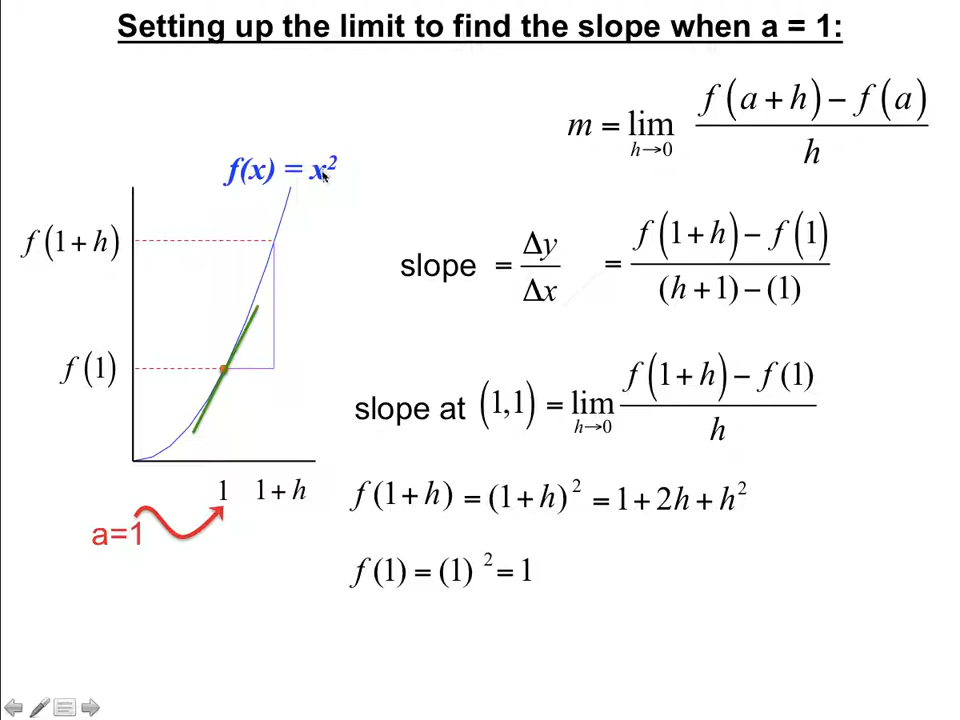 Setting up the limit to find the slope when a = 1:
m = lim h→0 f(a + h) − f(a) / h
f(x) = x²
f(1 + h)
slope = Δy / Δx = f(1 + h) − f(1) / (h + 1) − (1)
f(1)
slope at (1,1) = lim h→0 f(1 + h) − f(1) / h
1 1 + h
f(1 + h) = (1 + h)² = 1 + 2h + h²
a=1
f(1) = (1)² = 1